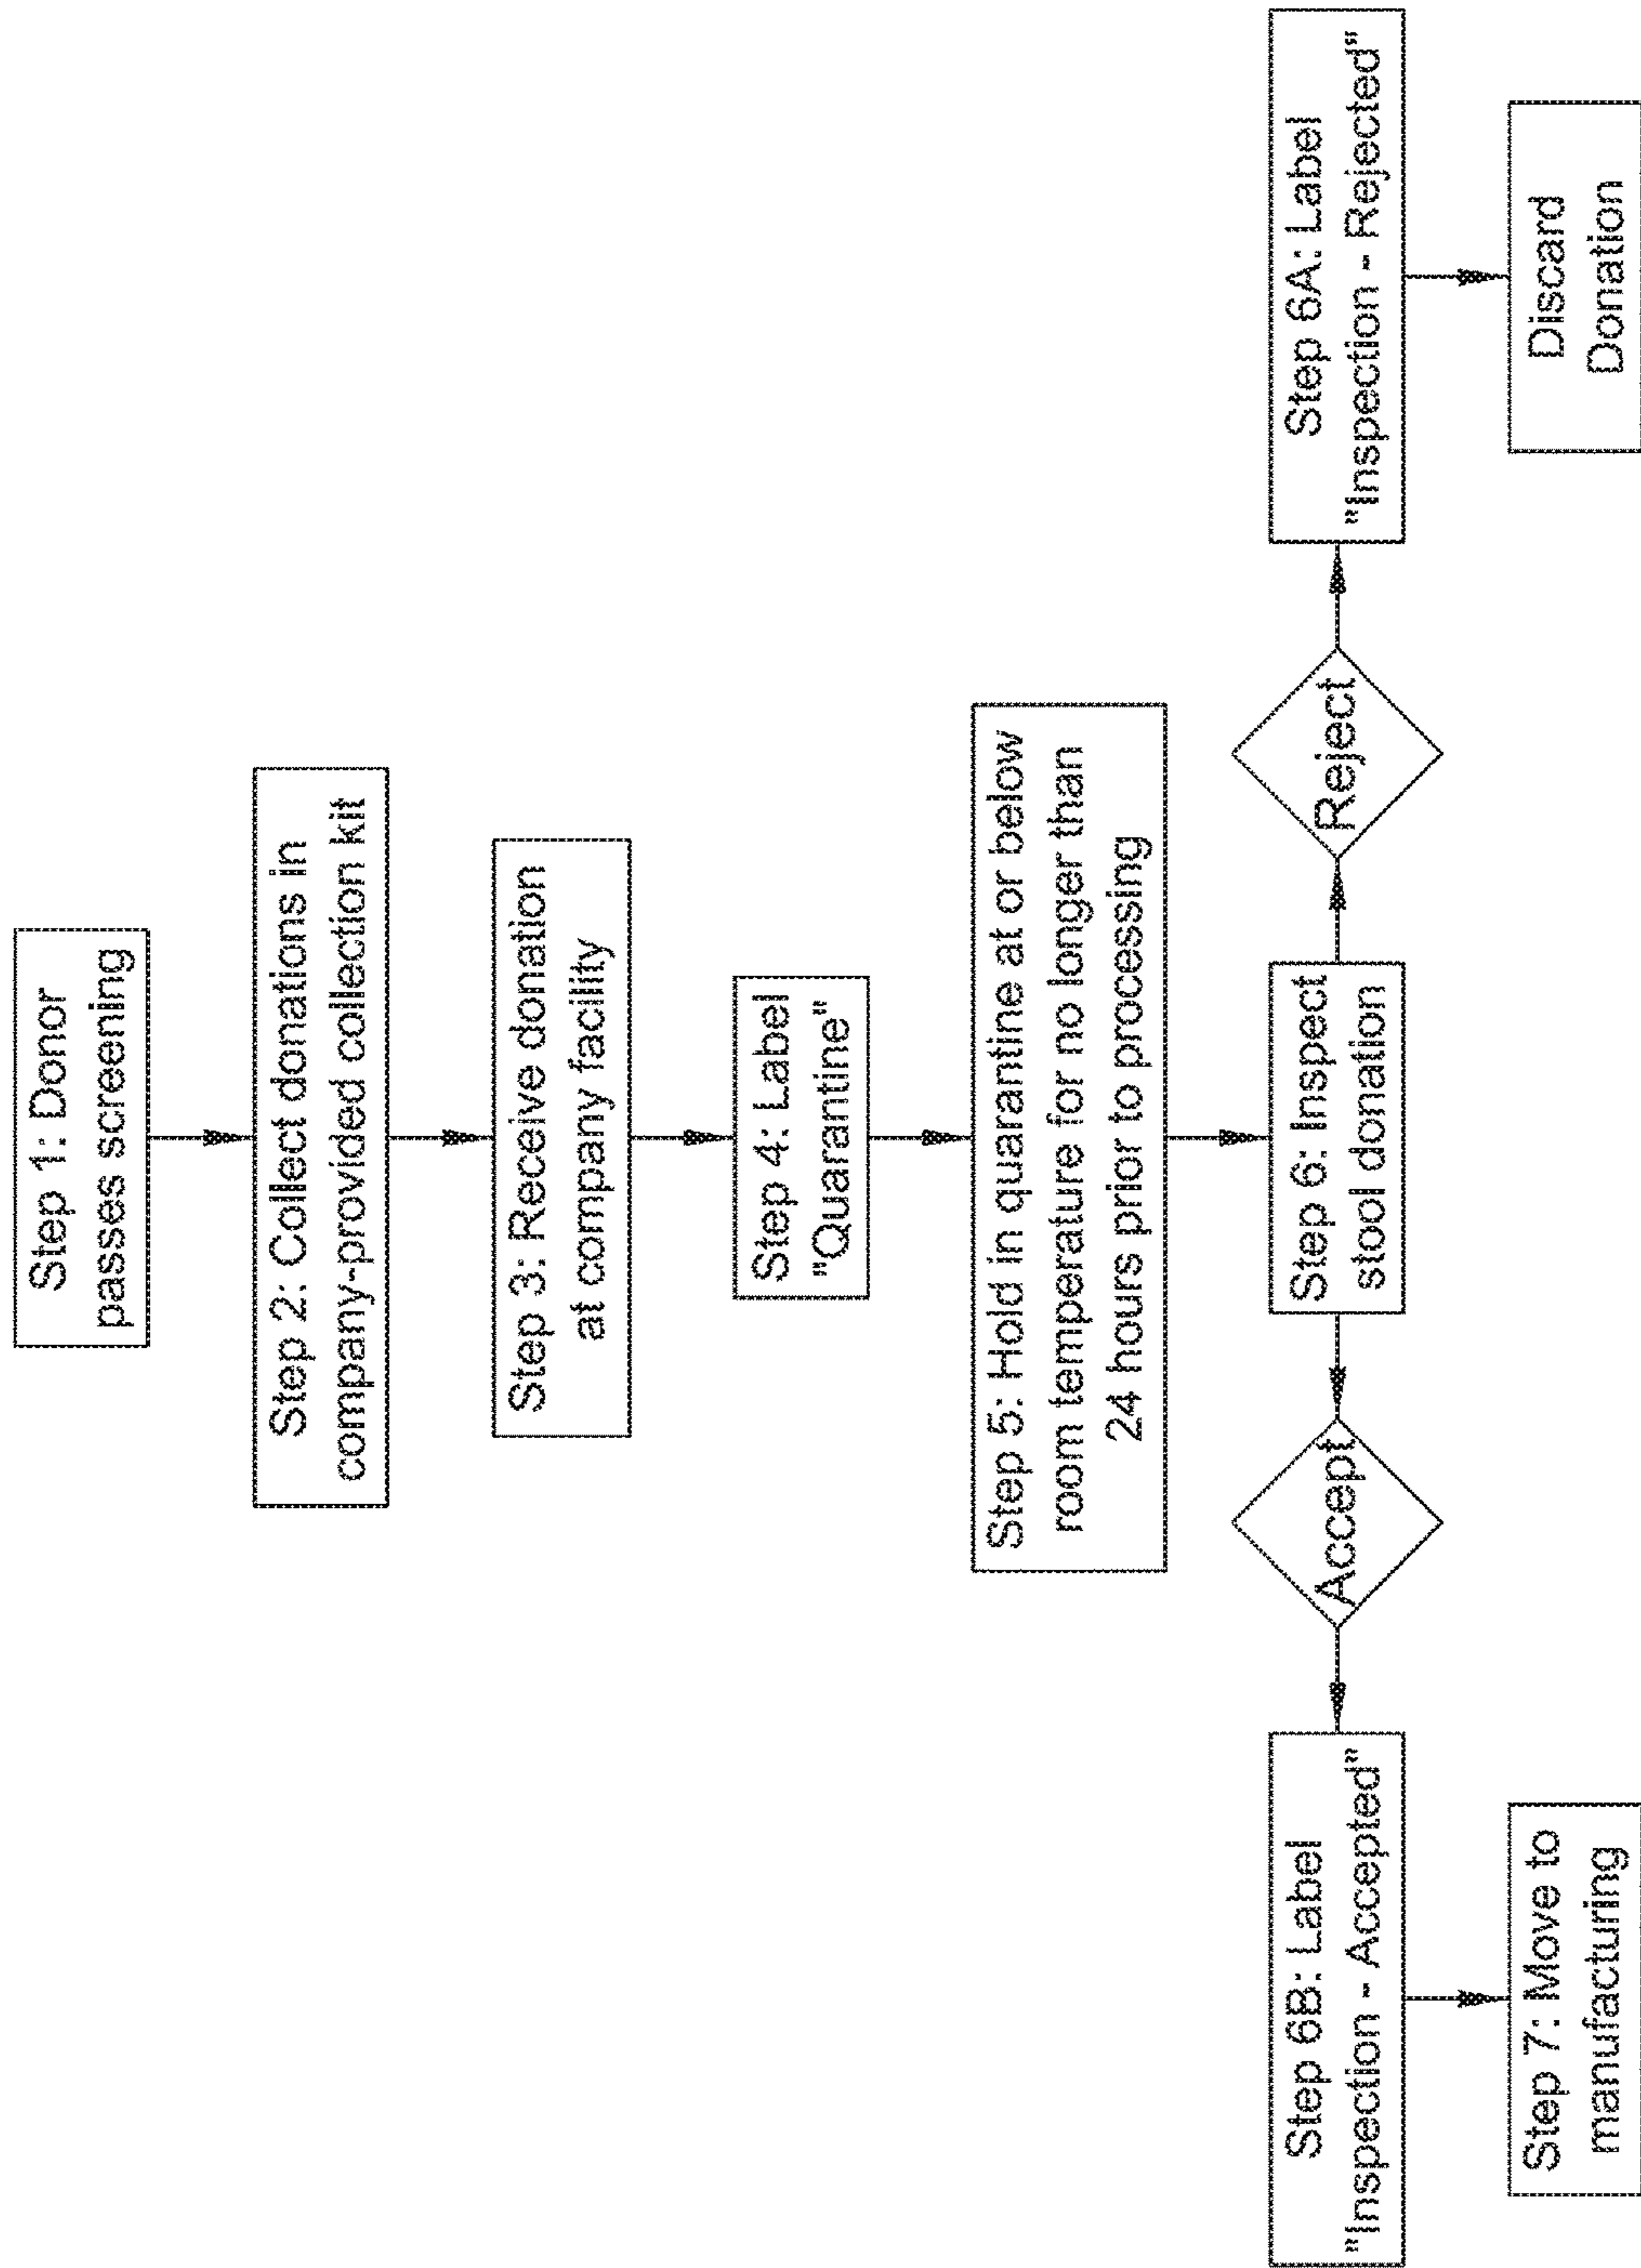 Step 1: Donor
passes screening
Step 2: Collect donations in
company-provided collection kit
Step 3: Receive donation
at company facility
Step 4: Label
"Quarantine"
Step 5: Hold in quarantine at or below
room temperature for no longer than
24 hours prior to processing
Step 6: Inspect
stool donation
Accept
Reject
Step 6B: Label
"Inspection - Accepted"
Step 6A: Label
"Inspection - Rejected"
Step 7: Move to
manufacturing
Discard
Donation